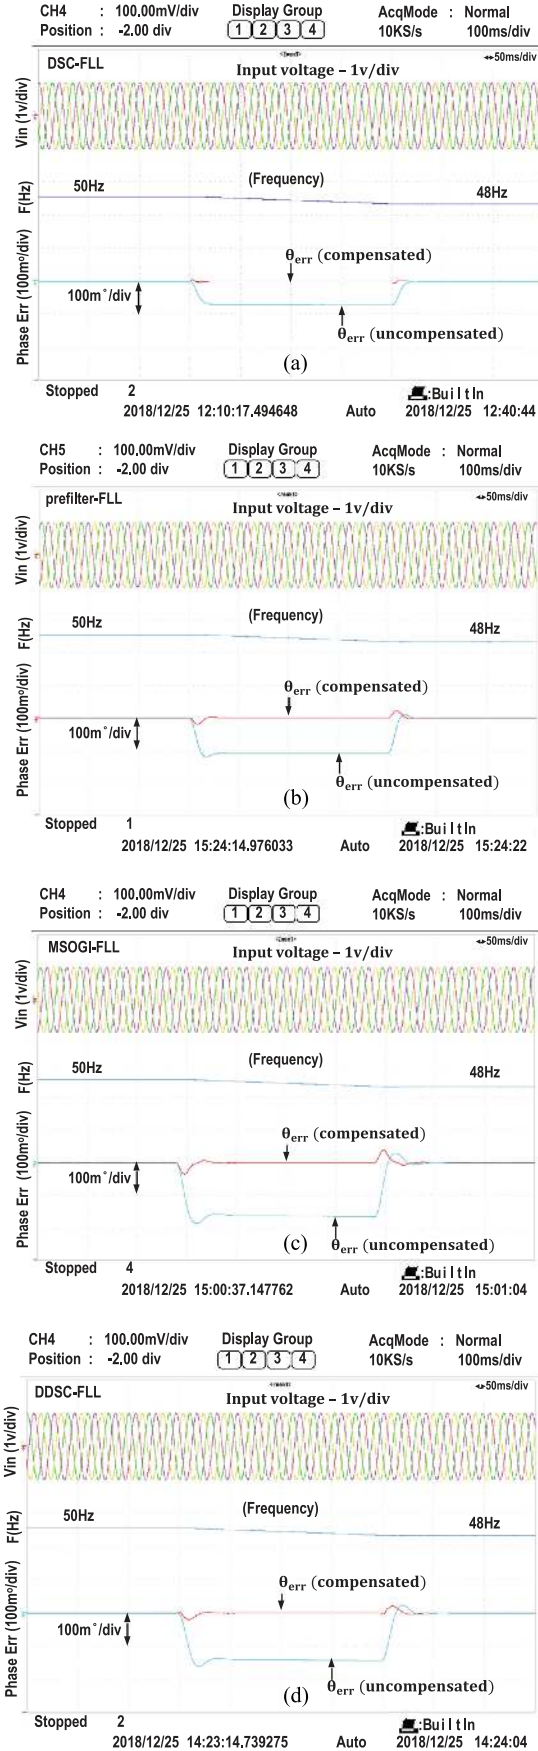 CH4 : 100.00mV/div Display Group AcqMode : Normal
Position : -2.00 div 1 2 3 4 10KS/s 100ms/div
50ms/div
DSC-FLL Input voltage – 1v/div
Vin (1v/div)
50Hz (Frequency) 48Hz
F(Hz)
θerr (compensated)
100m°/div
Phase Err (100mº/div)
θerr (uncompensated)
(a)
Stopped 2 :BuiltIn
2018/12/25 12:10:17.494648 Auto 2018/12/25 12:40:44
CH5 : 100.00mV/div Display Group AcqMode : Normal
Position : -2.00 div 1 2 3 4 10KS/s 100ms/div
50ms/div
prefilter-FLL Input voltage – 1v/div
Vin (1v/div)
50Hz (Frequency) 48Hz
F(Hz)
θerr (compensated)
100m°/div
Phase Err (100mº/div)
θerr (uncompensated)
(b)
Stopped 1 :BuiltIn
2018/12/25 15:24:14.976033 Auto 2018/12/25 15:24:22
CH4 : 100.00mV/div Display Group AcqMode : Normal
Position : -2.00 div 1 2 3 4 10KS/s 100ms/div
50ms/div
MSOGI-FLL Input voltage – 1v/div
Vin (1v/div)
50Hz (Frequency) 48Hz
F(Hz)
θerr (compensated)
100m°/div
Phase Err (100mº/div)
θerr (uncompensated)
(c)
Stopped 4 :BuiltIn
2018/12/25 15:00:37.147762 Auto 2018/12/25 15:01:04
CH4 : 100.00mV/div Display Group AcqMode : Normal
Position : -2.00 div 1 2 3 4 10KS/s 100ms/div
50ms/div
DDSC-FLL Input voltage – 1v/div
Vin (1v/div)
50Hz (Frequency) 48Hz
F(Hz)
θerr (compensated)
100m°/div
Phase Err (100mº/div)
θerr (uncompensated)
(d)
Stopped 2 :BuiltIn
2018/12/25 14:23:14.739275 Auto 2018/12/25 14:24:04